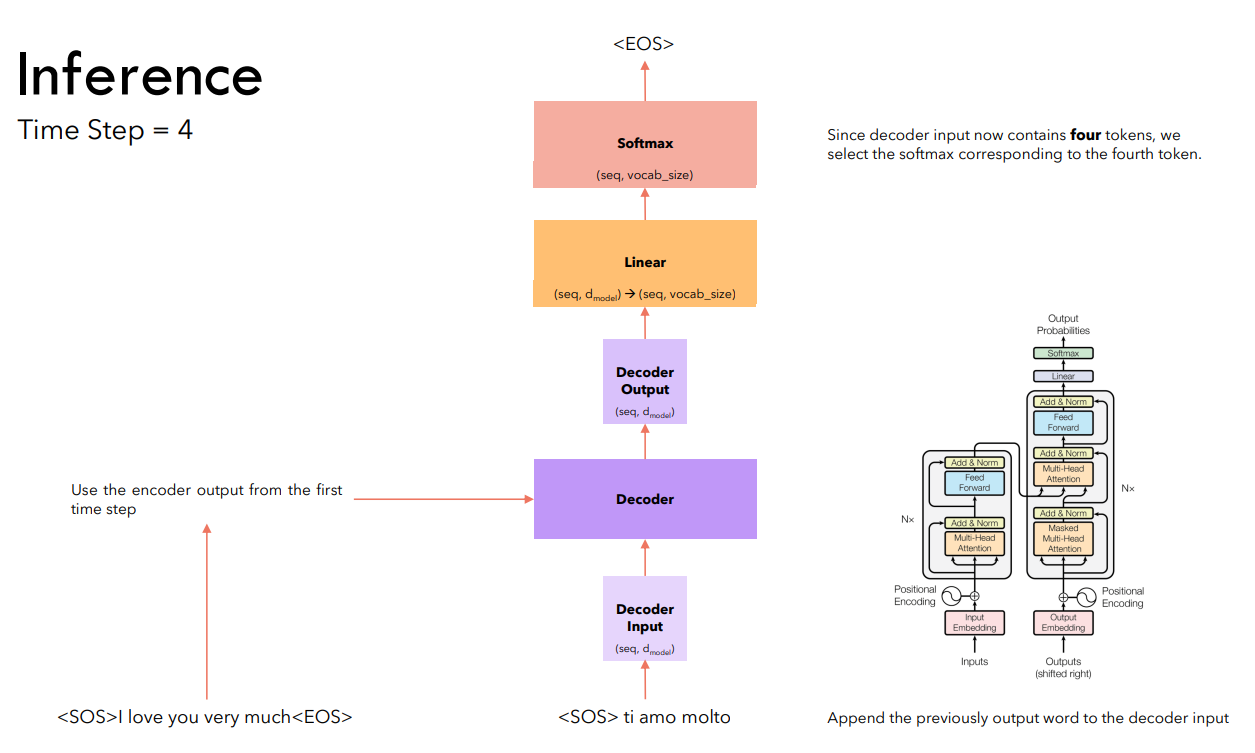 Inference
Time Step = 4
<EOS>
Softmax
(seq, vocab_size)
Since decoder input now contains four tokens, we
select the softmax corresponding to the fourth token.
Linear
(seq, dmodel) → (seq, vocab_size)
Decoder
Output
(seq, dmodel)
Use the encoder output from the first
time step
Decoder
Decoder
Input
(seq, dmodel)
<SOS>I love you very much<EOS>
<SOS> ti amo molto
Output
Probabilities
Softmax
Linear
Add & Norm
Feed
Forward
Add & Norm
Multi-Head
Attention
Add & Norm
Masked
Multi-Head
Attention
N×
Add & Norm
Feed
Forward
Add & Norm
Multi-Head
Attention
N×
Positional
Encoding
Positional
Encoding
Input
Embedding
Output
Embedding
Inputs
Outputs
(shifted right)
Append the previously output word to the decoder input